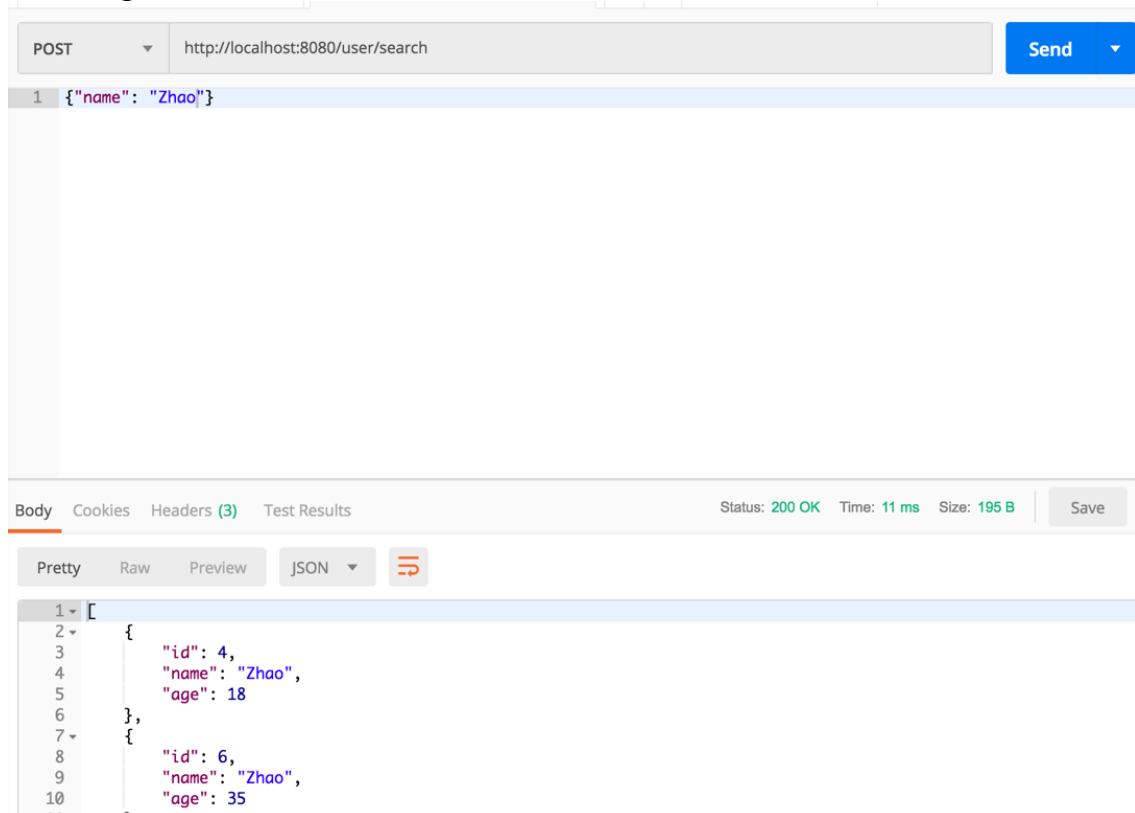 POST http://localhost:8080/user/search Send
1 {"name": "Zhao"}
Body Cookies Headers (3) Test Results Status: 200 OK Time: 11 ms Size: 195 B Save
Pretty Raw Preview JSON
1 [
2 {
3 "id": 4,
4 "name": "Zhao",
5 "age": 18
6 },
7 {
8 "id": 6,
9 "name": "Zhao",
10 "age": 35